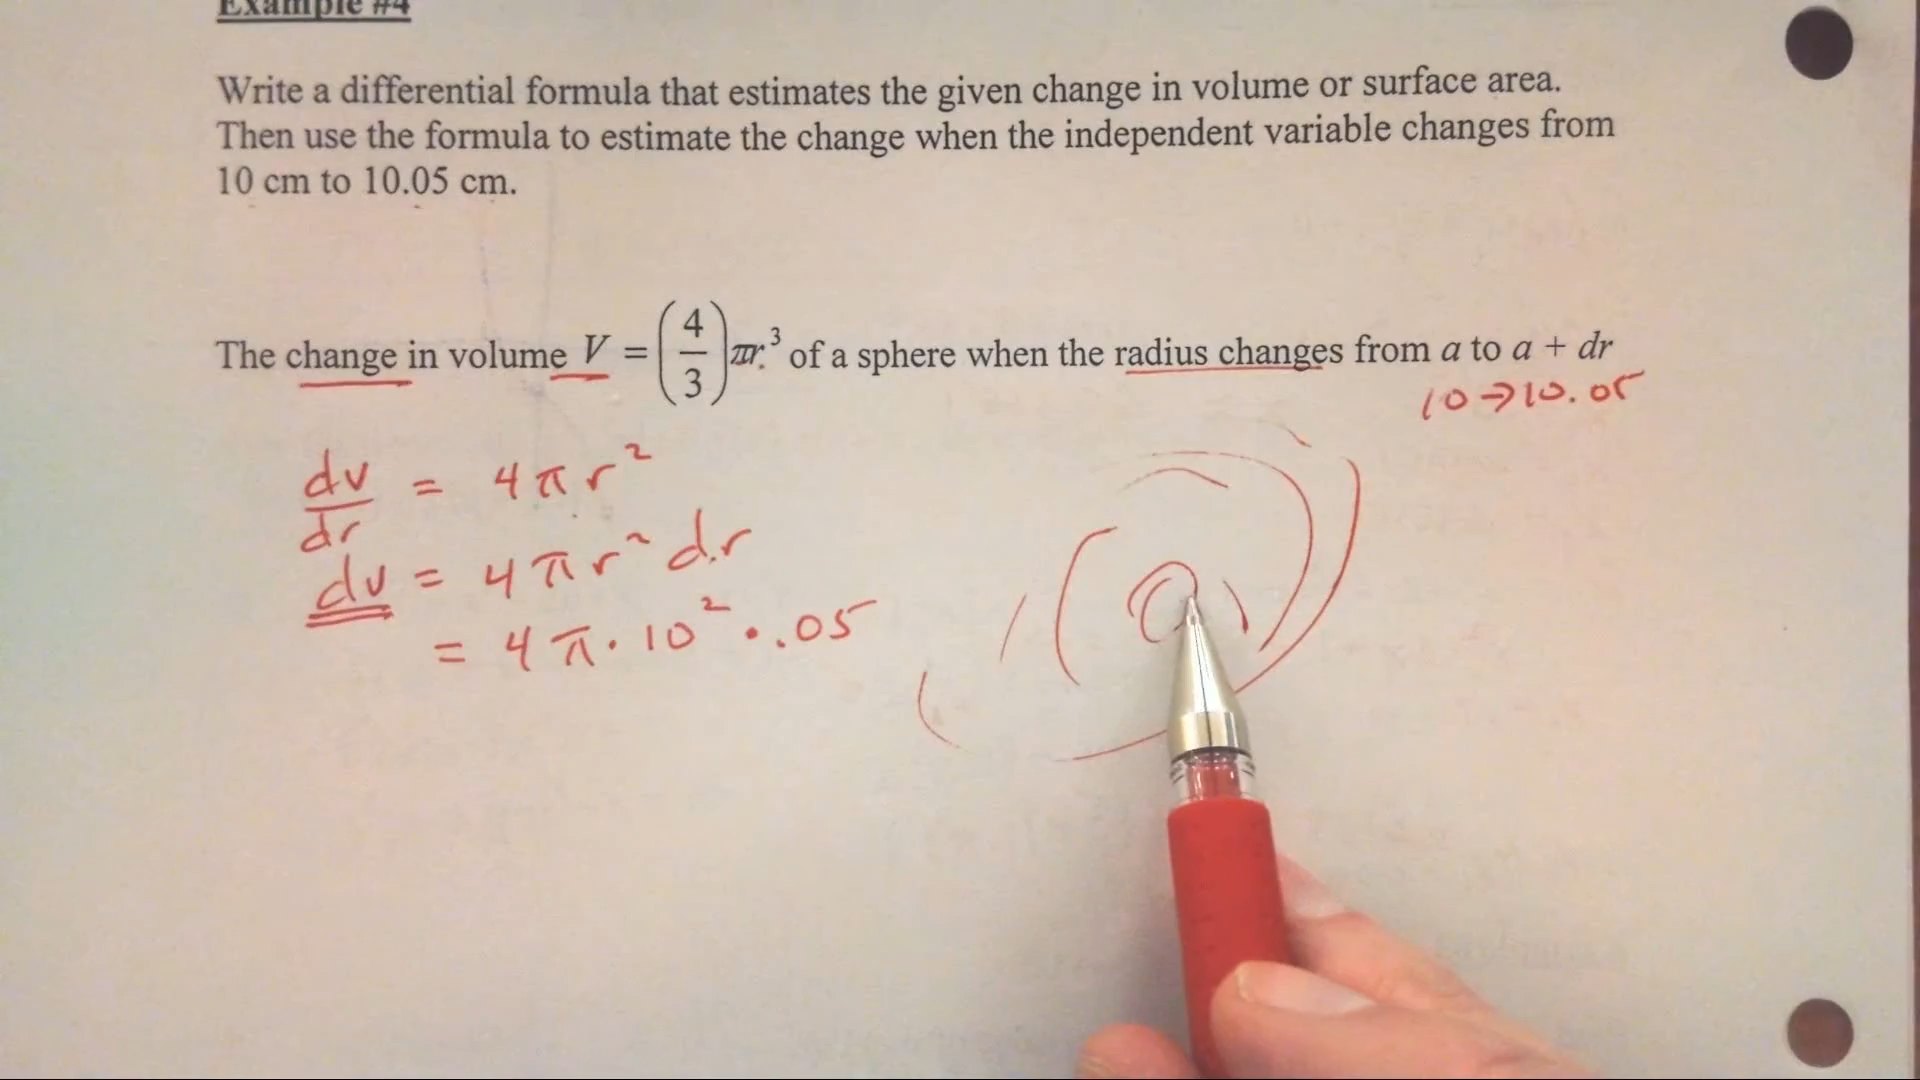 Example #4
Write a differential formula that estimates the given change in volume or surface area.
Then use the formula to estimate the change when the independent variable changes from
10 cm to 10.05 cm.
The change in volume V = (4/3)πr³ of a sphere when the radius changes from a to a + dr
10→10.05
dv/dr = 4πr²
dv = 4πr² dr
= 4π·10²·.05